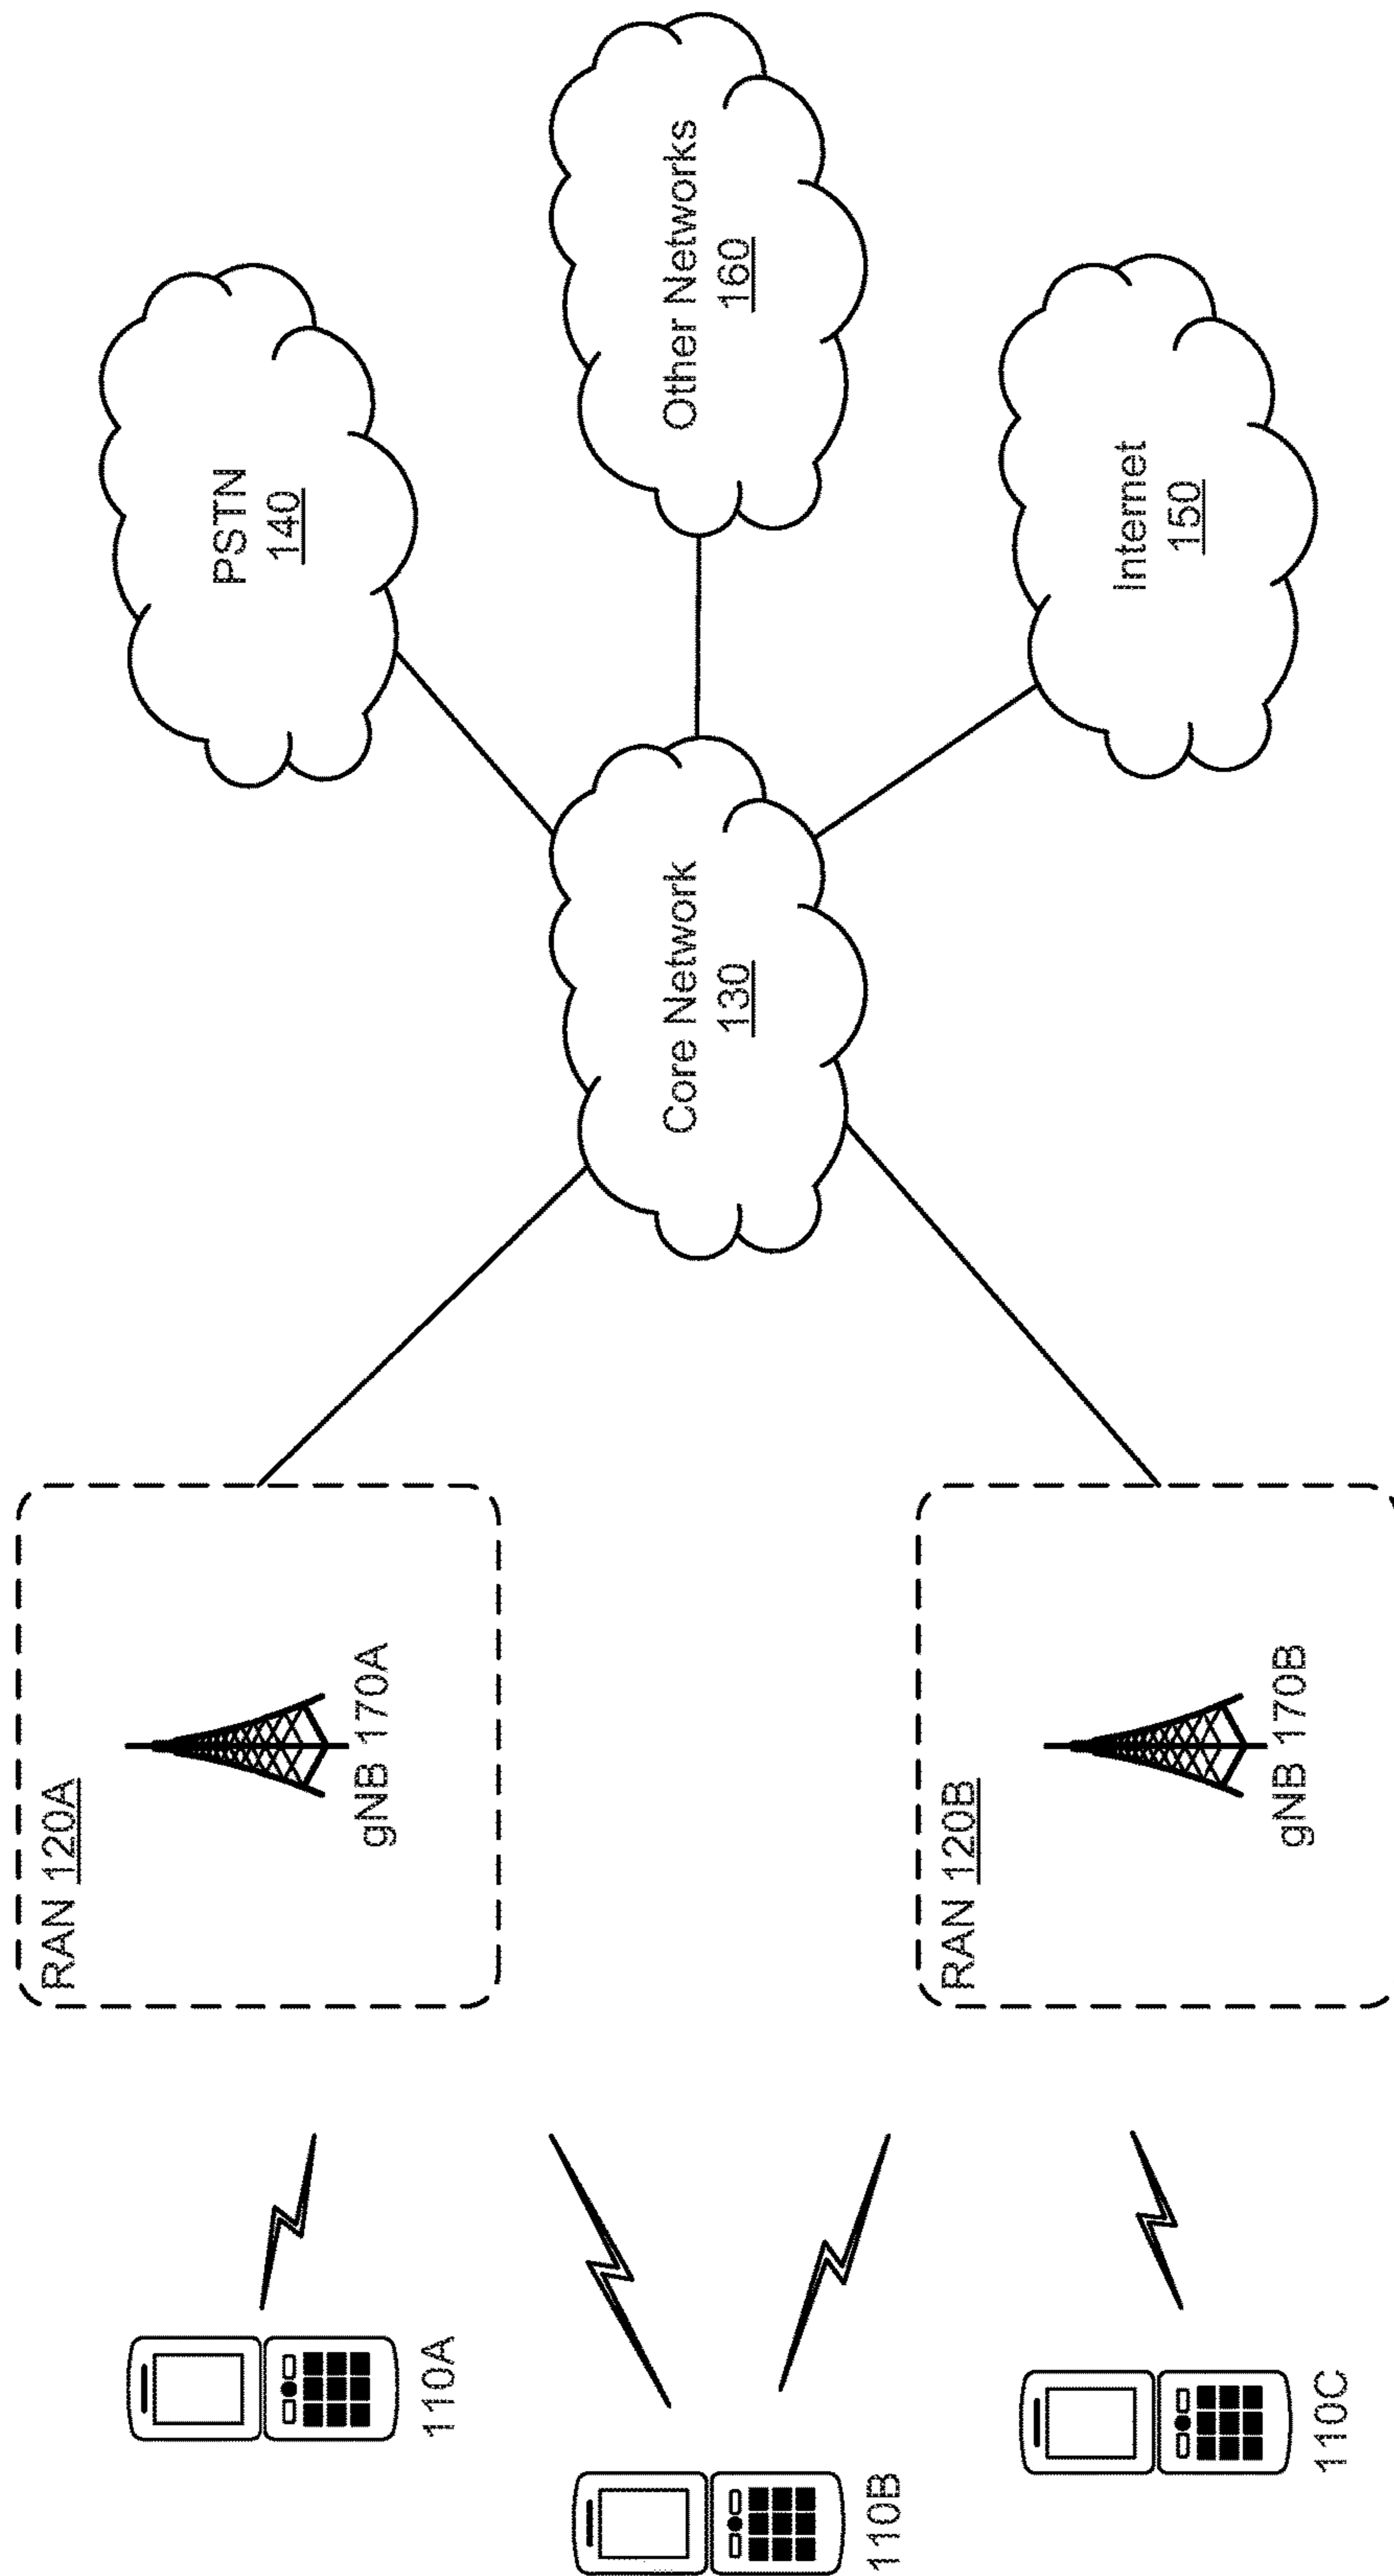 RAN 120A
gNB 170A
110A
110B
110C
RAN 120B
gNB 170B
Core Network
130
PSTN
140
Other Networks
160
Internet
150